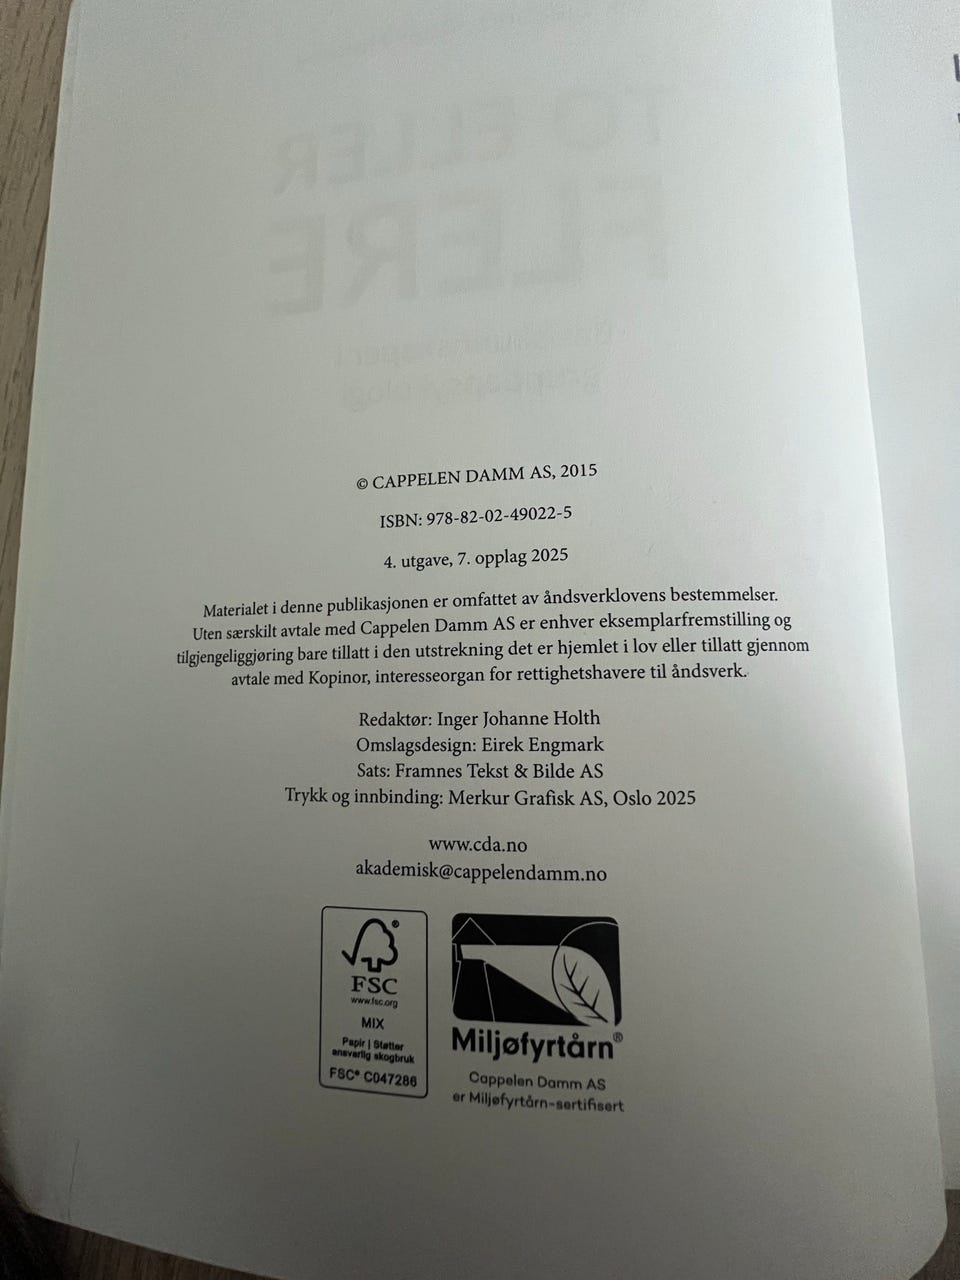 TO ELLER
FLERE
© CAPPELEN DAMM AS, 2015
ISBN: 978-82-02-49022-5
4. utgave, 7. opplag 2025
Materialet i denne publikasjonen er omfattet av åndsverklovens bestemmelser.
Uten særskilt avtale med Cappelen Damm AS er enhver eksemplarfremstilling og
tilgjengeliggjøring bare tillatt i den utstrekning det er hjemlet i lov eller tillatt gjennom
avtale med Kopinor, interesseorgan for rettighetshavere til åndsverk.
Redaktør: Inger Johanne Holth
Omslagsdesign: Eirek Engmark
Sats: Framnes Tekst & Bilde AS
Trykk og innbinding: Merkur Grafisk AS, Oslo 2025
www.cda.no
akademisk@cappelendamm.no
FSC
www.fsc.org
MIX
Papir | Støtter
ansvarlig skogbruk
FSC® C047286
Miljøfyrtårn®
Cappelen Damm AS
er Miljøfyrtårn-sertifisert